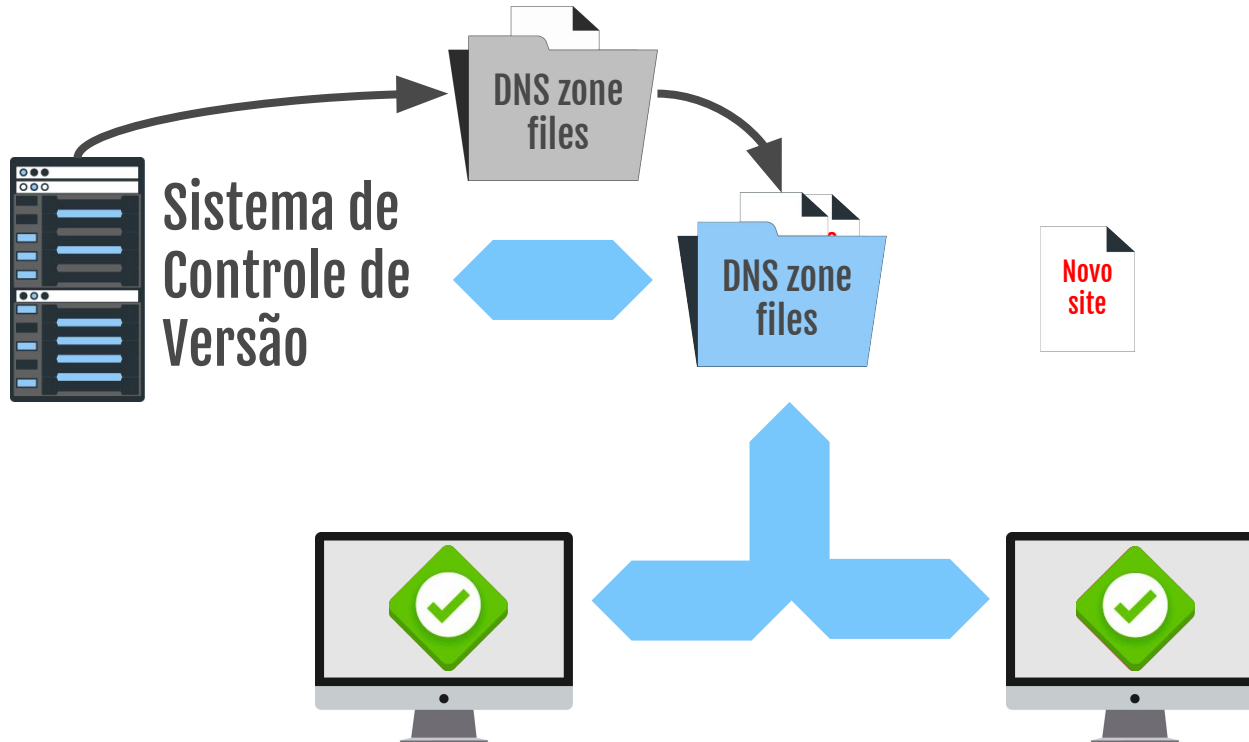 DNS zone
files
Sistema de
Controle de
Versão
DNS zone
files
Novo
site